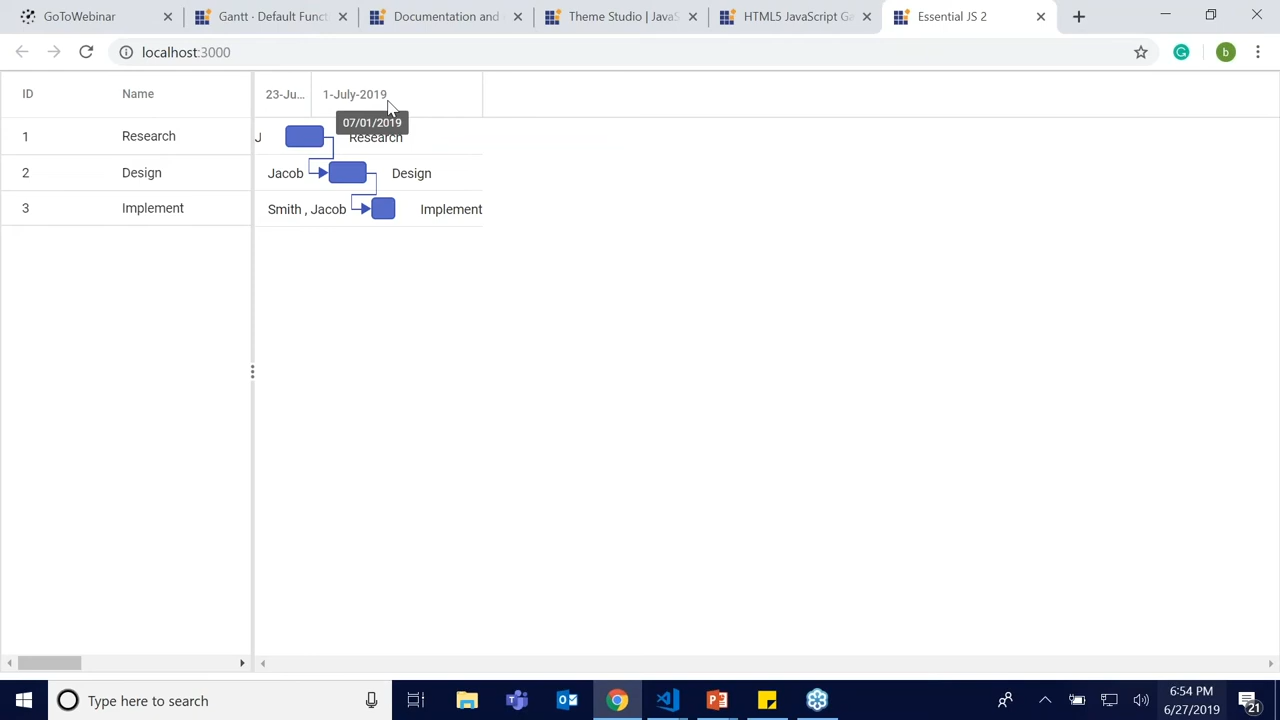 GoToWebinar
Gantt - Default Funct
Documentation and
Theme Studio | JavaS
HTML5 JavaScript Ga
Essential JS 2
localhost:3000
b
ID Name 23-Ju... 1-July-2019
07/01/2019
1 Research J Research
2 Design Jacob Design
3 Implement Smith , Jacob Implement
Type here to search
6:54 PM
6/27/2019
21